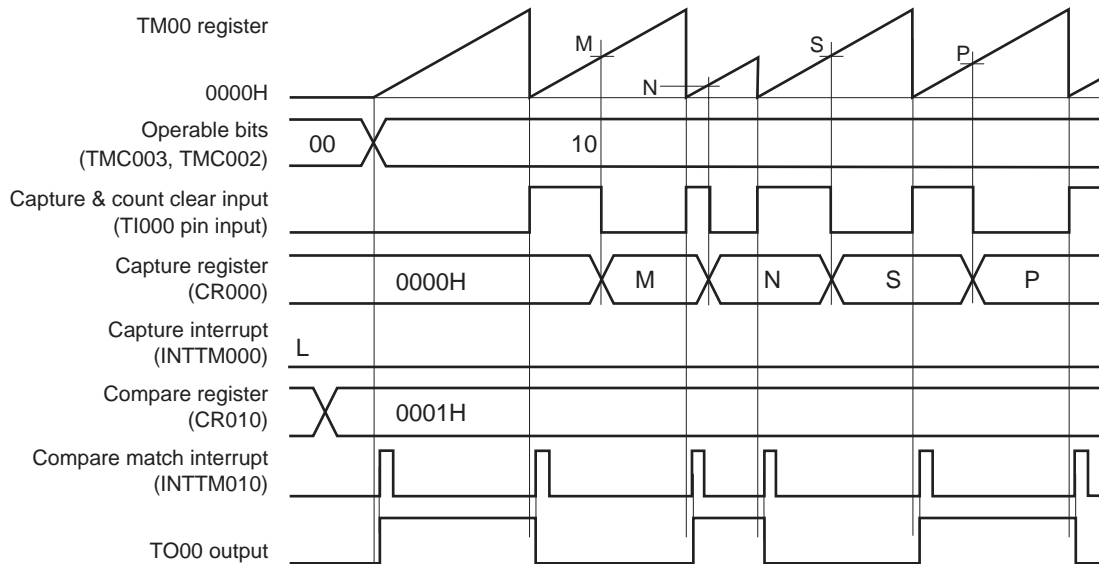 TM00 register
M
S
P
N
0000H
Operable bits
(TMC003, TMC002)
00
10
Capture & count clear input
(TI000 pin input)
Capture register
(CR000)
0000H
M
N
S
P
Capture interrupt
(INTTM000)
L
Compare register
(CR010)
0001H
Compare match interrupt
(INTTM010)
TO00 output